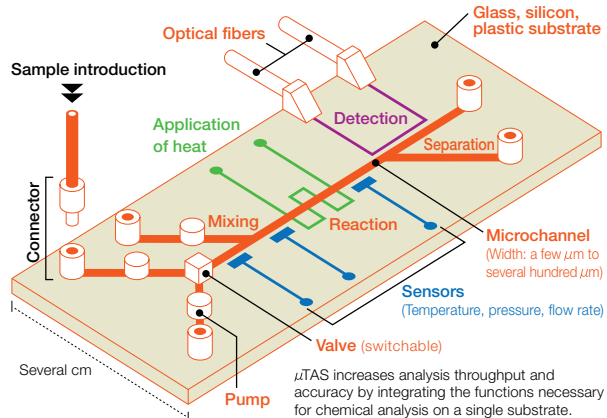 Glass, silicon,
plastic substrate
Optical fibers
Sample introduction
Detection
Application
of heat
Separation
Connector
Mixing
Reaction
Microchannel
(Width: a few μm to
several hundred μm)
Sensors
(Temperature, pressure, flow rate)
Valve (switchable)
Several cm
Pump
μTAS increases analysis throughput and
accuracy by integrating the functions necessary
for chemical analysis on a single substrate.